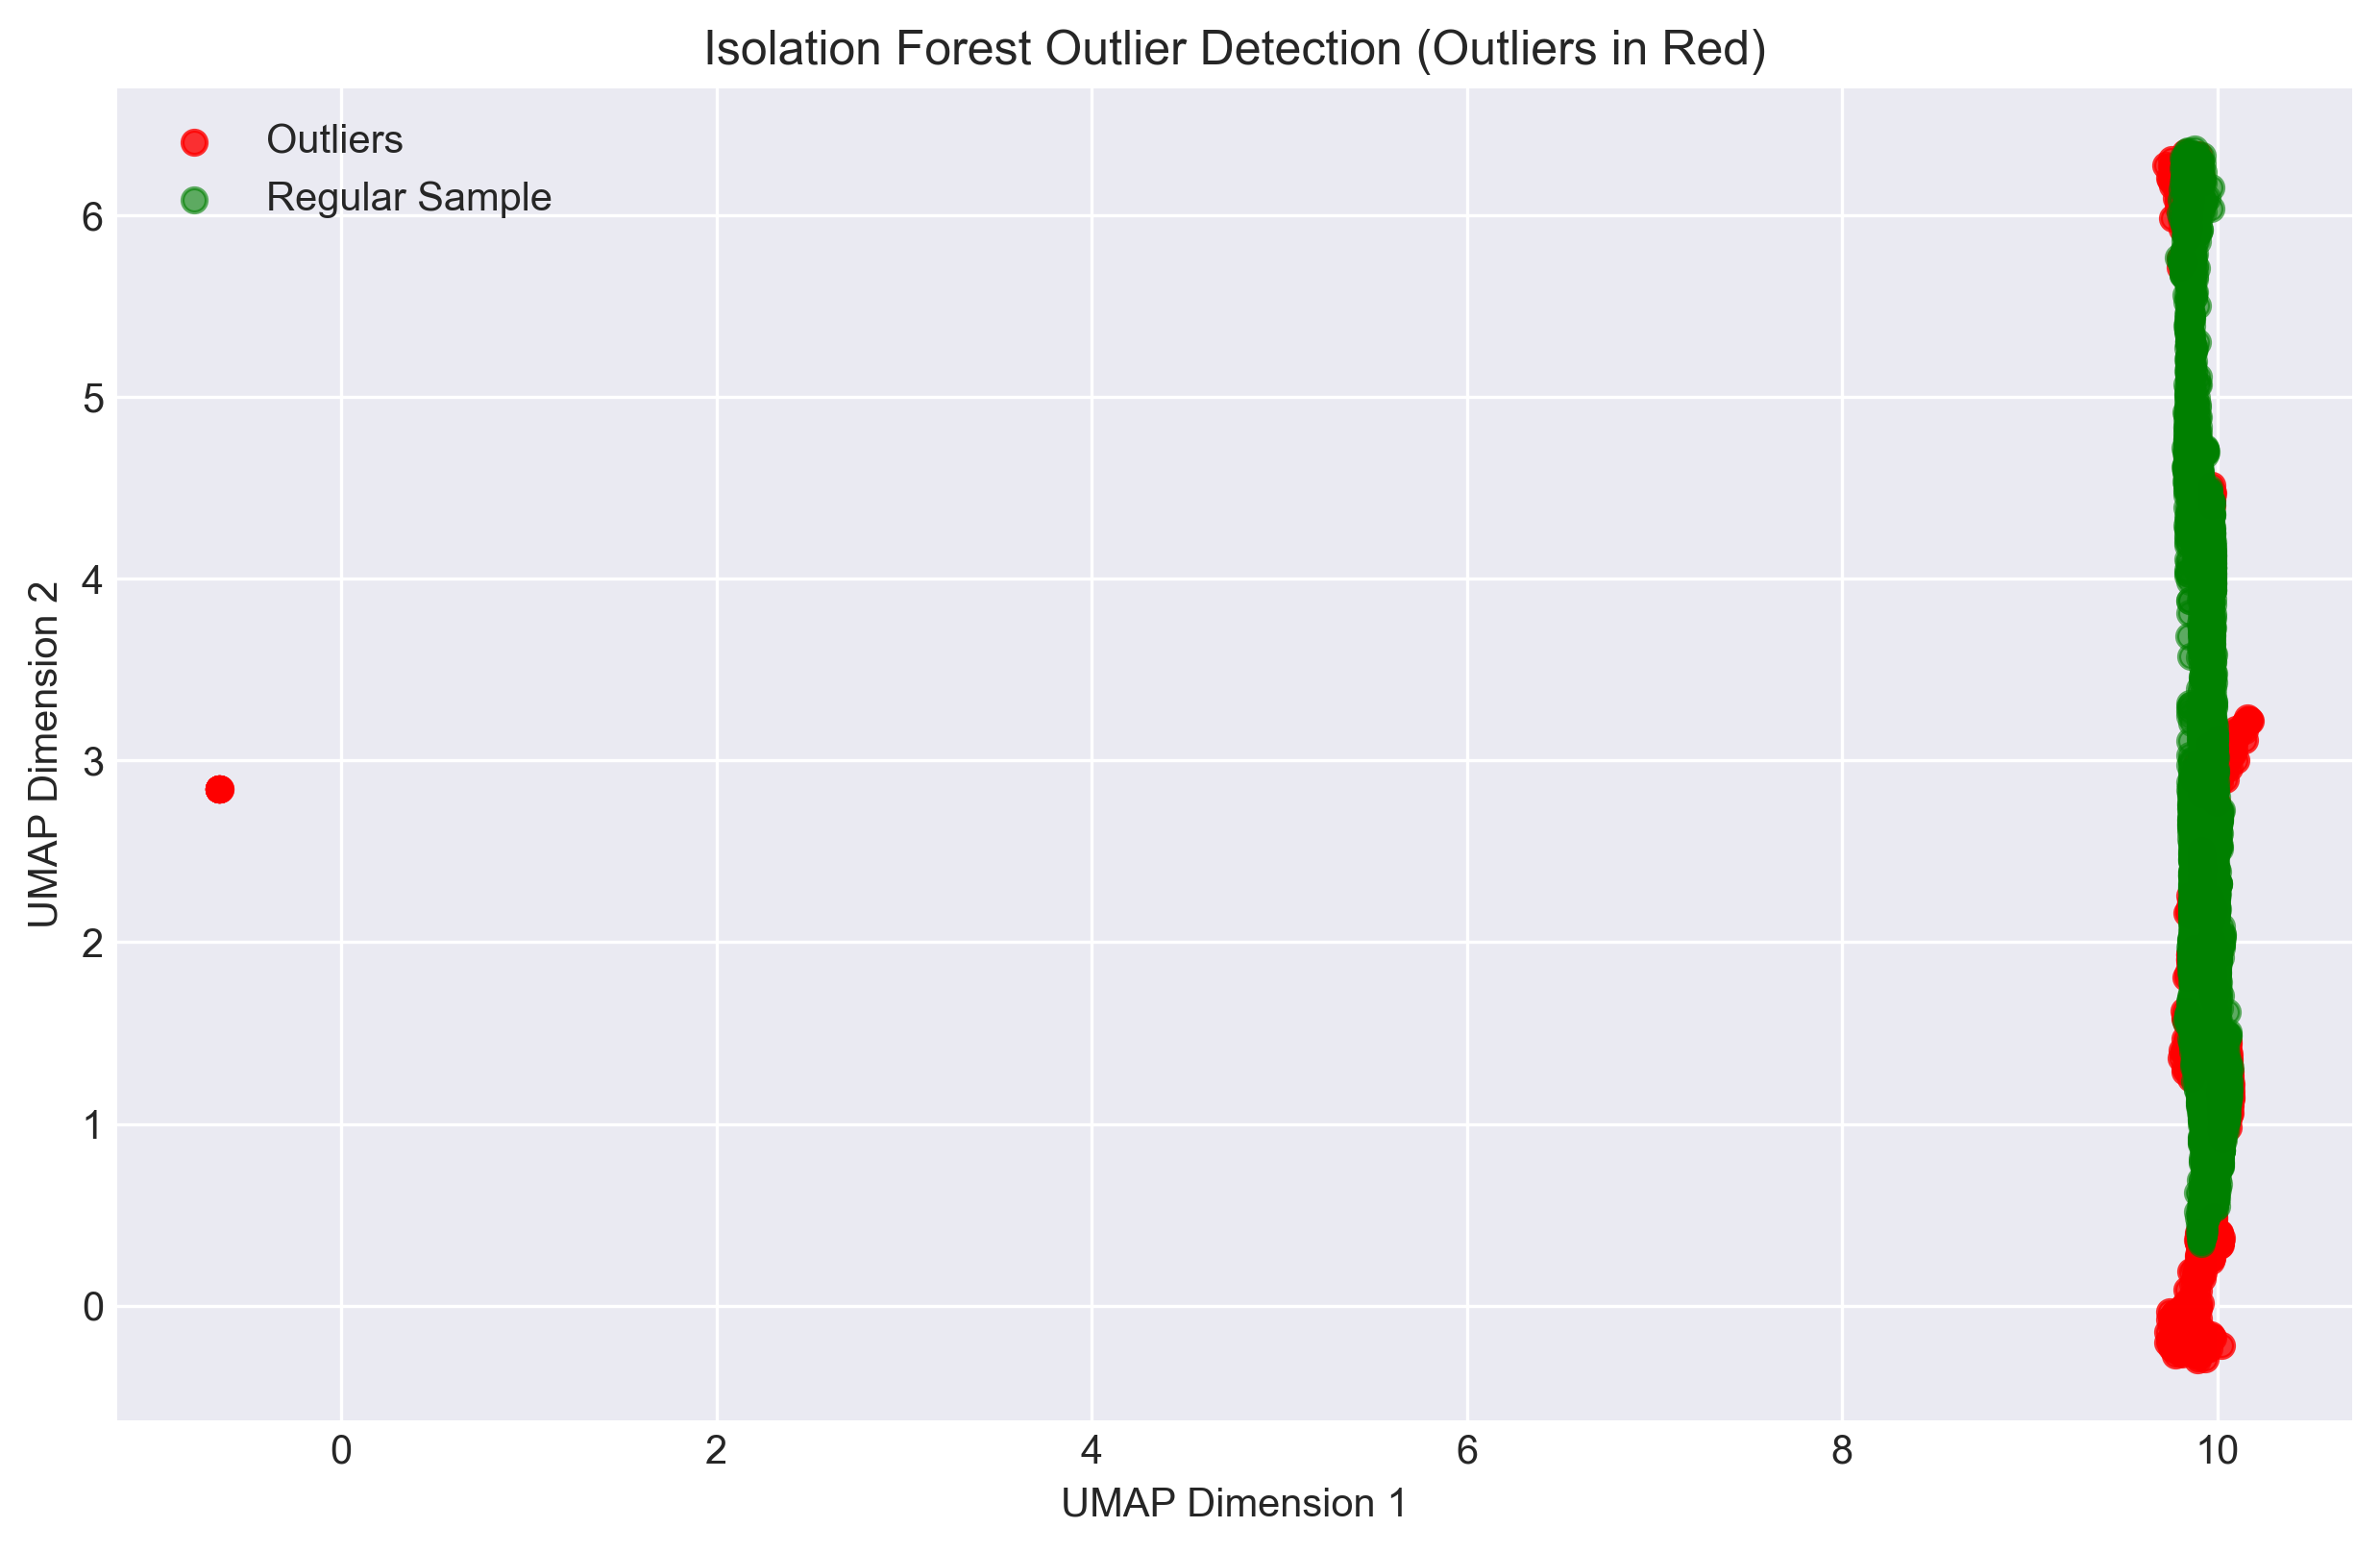 Isolation Forest Outlier Detection (Outliers in Red)
Outliers
Regular Sample
6
5
4
3
2
1
0
UMAP Dimension 2
0 2 4 6 8 10
UMAP Dimension 1